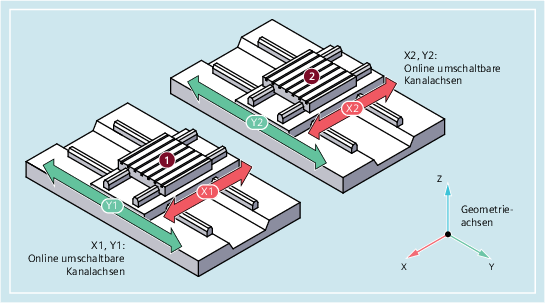 X2, Y2:
Online umschaltbare
Kanalachsen
2
X2
Y2
1
X1
Y1
X1, Y1:
Online umschaltbare
Kanalachsen
Z
Geometrie-
achsen
X
Y